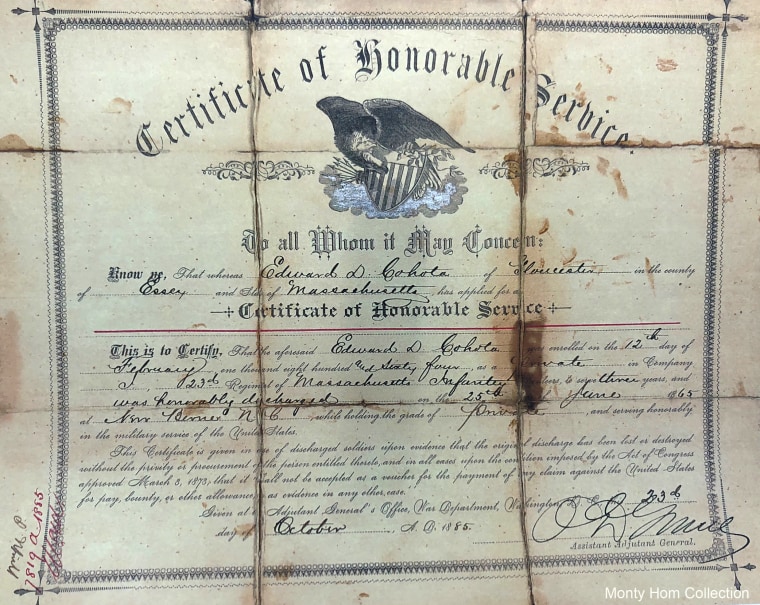 Certificate of Honorable Service.
To all Whom it May Concern:
Know ye, That whereas Edward D. Cohota of Gloucester in the county
of Essex and State of Massachusetts has applied for a
Certificate of Honorable Service
This is to Certify, That the aforesaid Edward D. Cohota was enrolled on the 12th day of
February, one thousand eight hundred and Sixty four, as a Private in Company
I, 23rd Regiment of Massachusetts Infantry Volunteers, to serve three years, and
was honorably discharged on the 25th June 1865
at New Berne N.C. while holding the grade of private, and serving honorably
in the military service of the United States.
This Certificate is given in lieu of discharged soldiers upon evidence that the original discharge has been lost or destroyed
without the privity or procurement of the person entitled thereto, and in all cases upon the condition imposed by the Act of Congress
approved March 3, 1873, that it shall not be accepted as a voucher for the payment of any claim against the United States
for pay, bounty, or other allowance, or as evidence in any other case.
Given at the Adjutant General's Office, War Department, Washington D.C. 23rd
day of October A.D. 1885.
Assistant Adjutant General.
7819 a 1885
Monty Hom Collection